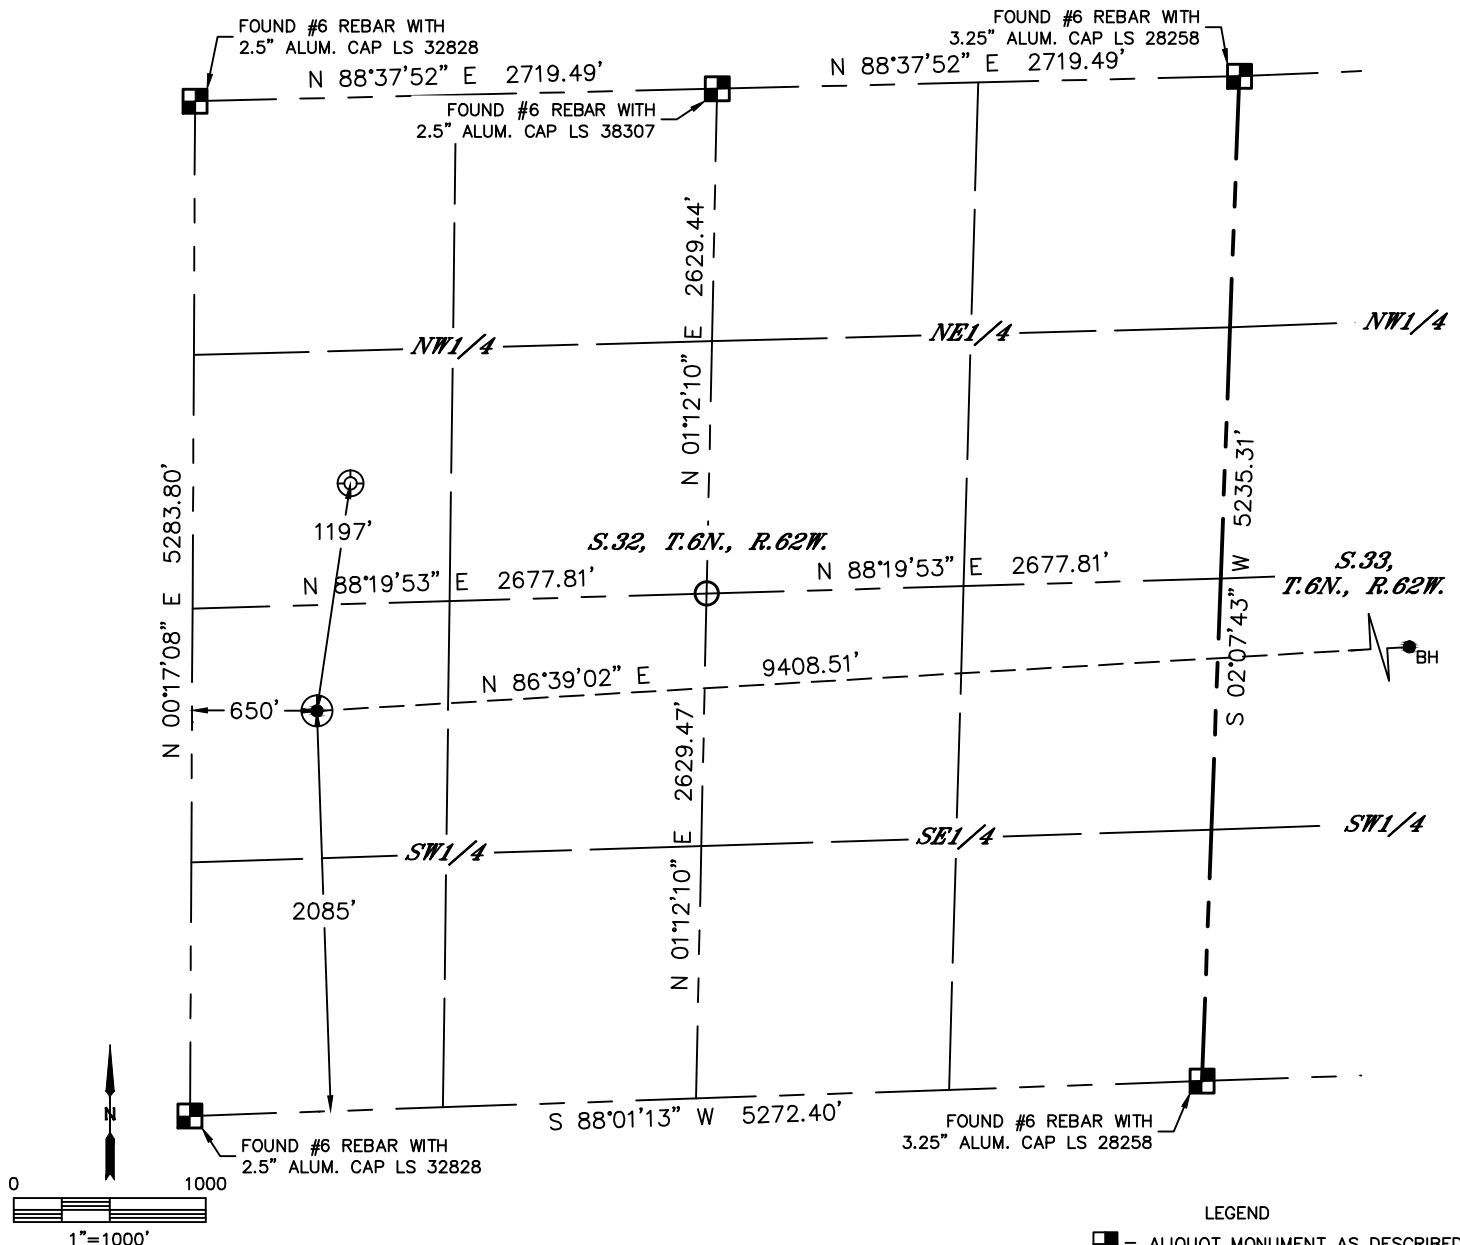 FOUND #6 REBAR WITH
2.5" ALUM. CAP LS 32828
FOUND #6 REBAR WITH
3.25" ALUM. CAP LS 28258
N 88°37'52" E 2719.49'
N 88°37'52" E 2719.49'
FOUND #6 REBAR WITH
2.5" ALUM. CAP LS 38307
N 01°12'10" E 2629.44'
NW1/4
NE1/4
NW1/4
N 00°17'08" E 5283.80'
S 02°07'43" W 5235.31'
1197'
S.32, T.6N., R.62W.
S.33,
T.6N., R.62W.
N 88°19'53" E 2677.81'
N 88°19'53" E 2677.81'
BH
N 86°39'02" E 9408.51'
650'
N 01°12'10" E 2629.47'
SW1/4
SE1/4
SW1/4
2085'
S 88°01'13" W 5272.40'
FOUND #6 REBAR WITH
2.5" ALUM. CAP LS 32828
FOUND #6 REBAR WITH
3.25" ALUM. CAP LS 28258
N
0 1000
1"=1000'
LEGEND
= ALIQUOT MONUMENT AS DESCRIBED